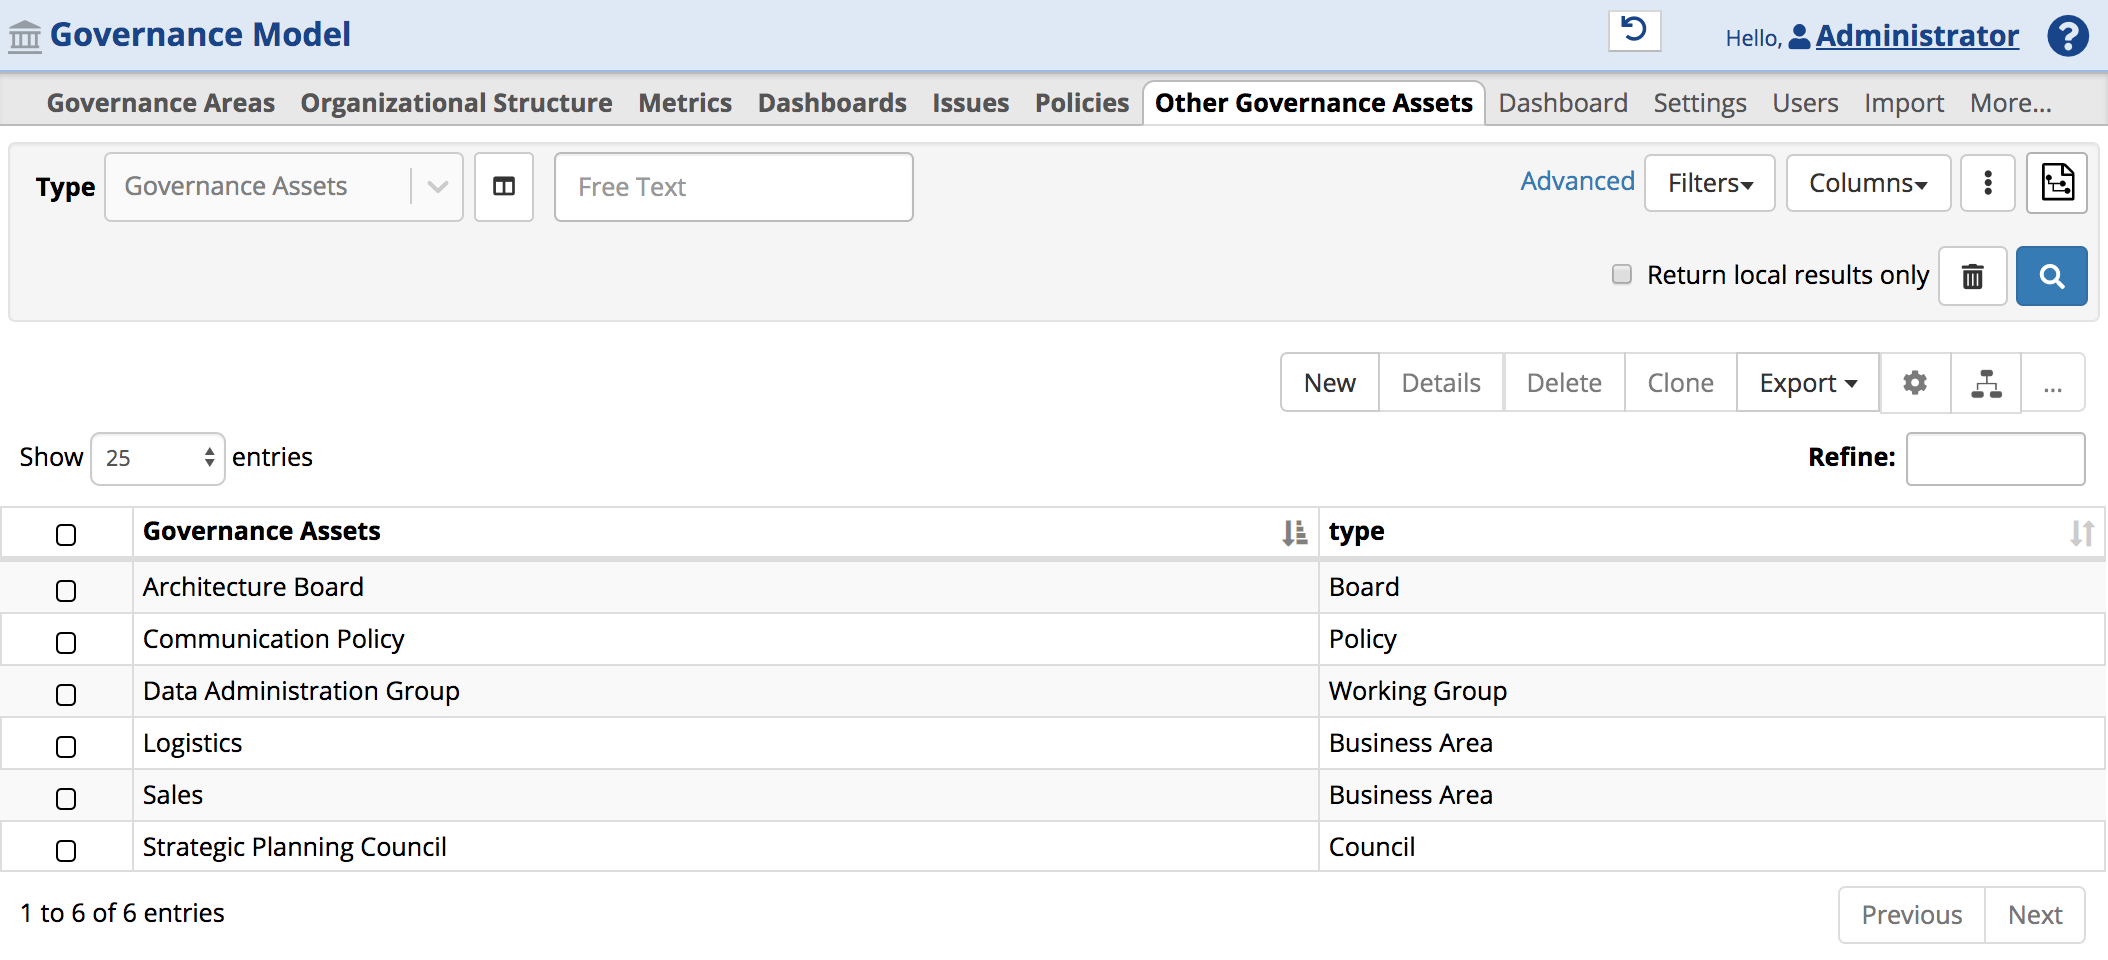 Governance Model
Hello, Administrator ?
Governance Areas Organizational Structure Metrics Dashboards Issues Policies Other Governance Assets Dashboard Settings Users Import More...
Type Governance Assets Free Text Advanced Filters Columns
Return local results only
New Details Delete Clone Export ...
Show 25 entries Refine:
Governance Assets type
Architecture Board Board
Communication Policy Policy
Data Administration Group Working Group
Logistics Business Area
Sales Business Area
Strategic Planning Council Council
1 to 6 of 6 entries Previous Next